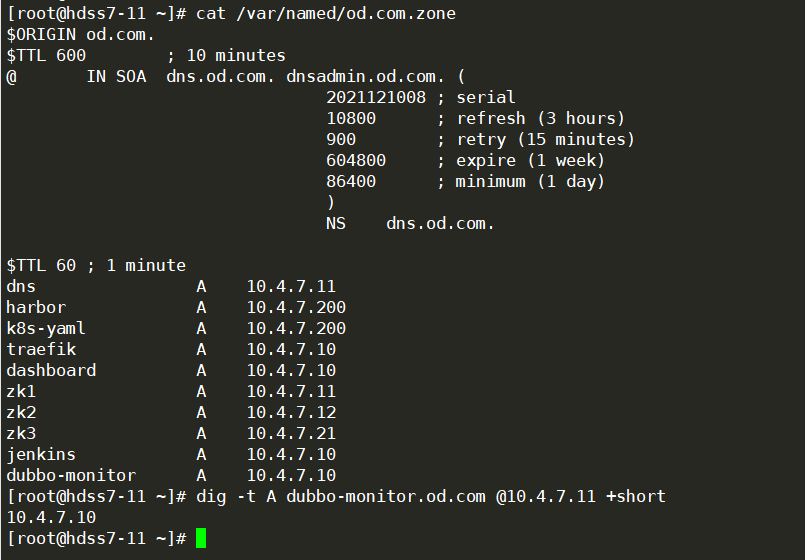 [root@hdss7-11 ~]# cat /var/named/od.com.zone
$ORIGIN od.com.
$TTL 600        ; 10 minutes
@       IN SOA  dns.od.com. dnsadmin.od.com. (
                                2021121008 ; serial
                                10800      ; refresh (3 hours)
                                900        ; retry (15 minutes)
                                604800     ; expire (1 week)
                                86400      ; minimum (1 day)
                                )
                                NS    dns.od.com.

$TTL 60 ; 1 minute
dns                A    10.4.7.11
harbor             A    10.4.7.200
k8s-yaml           A    10.4.7.200
traefik            A    10.4.7.10
dashboard          A    10.4.7.10
zk1                A    10.4.7.11
zk2                A    10.4.7.12
zk3                A    10.4.7.21
jenkins            A    10.4.7.10
dubbo-monitor      A    10.4.7.10
[root@hdss7-11 ~]# dig -t A dubbo-monitor.od.com @10.4.7.11 +short
10.4.7.10
[root@hdss7-11 ~]#